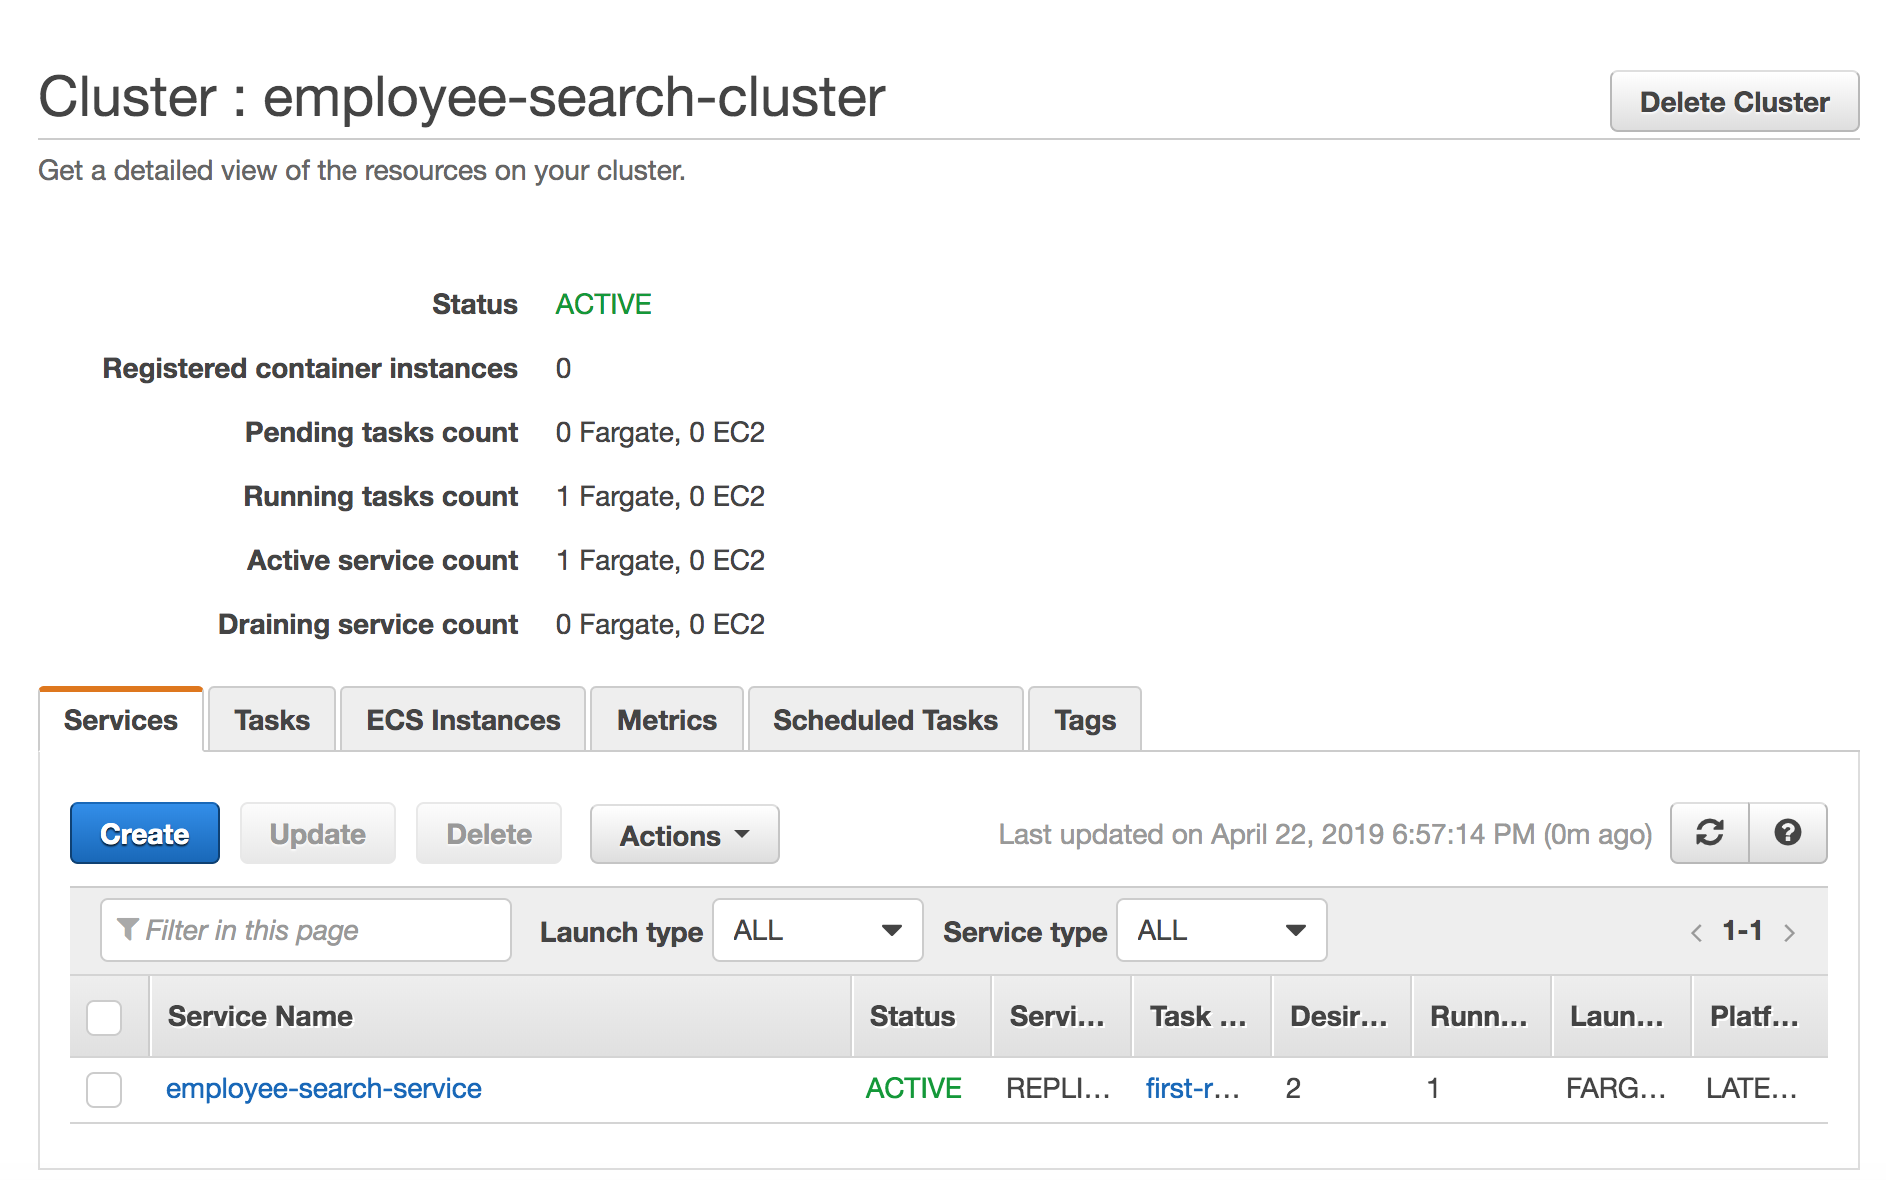 Cluster : employee-search-cluster
Delete Cluster
Get a detailed view of the resources on your cluster.
Status ACTIVE
Registered container instances 0
Pending tasks count 0 Fargate, 0 EC2
Running tasks count 1 Fargate, 0 EC2
Active service count 1 Fargate, 0 EC2
Draining service count 0 Fargate, 0 EC2
Services Tasks ECS Instances Metrics Scheduled Tasks Tags
Create Update Delete Actions Last updated on April 22, 2019 6:57:14 PM (0m ago)
Filter in this page Launch type ALL Service type ALL < 1-1 >
Service Name Status Servi... Task ... Desir... Runn... Laun... Platf...
employee-search-service ACTIVE REPLI... first-r... 2 1 FARG... LATE...